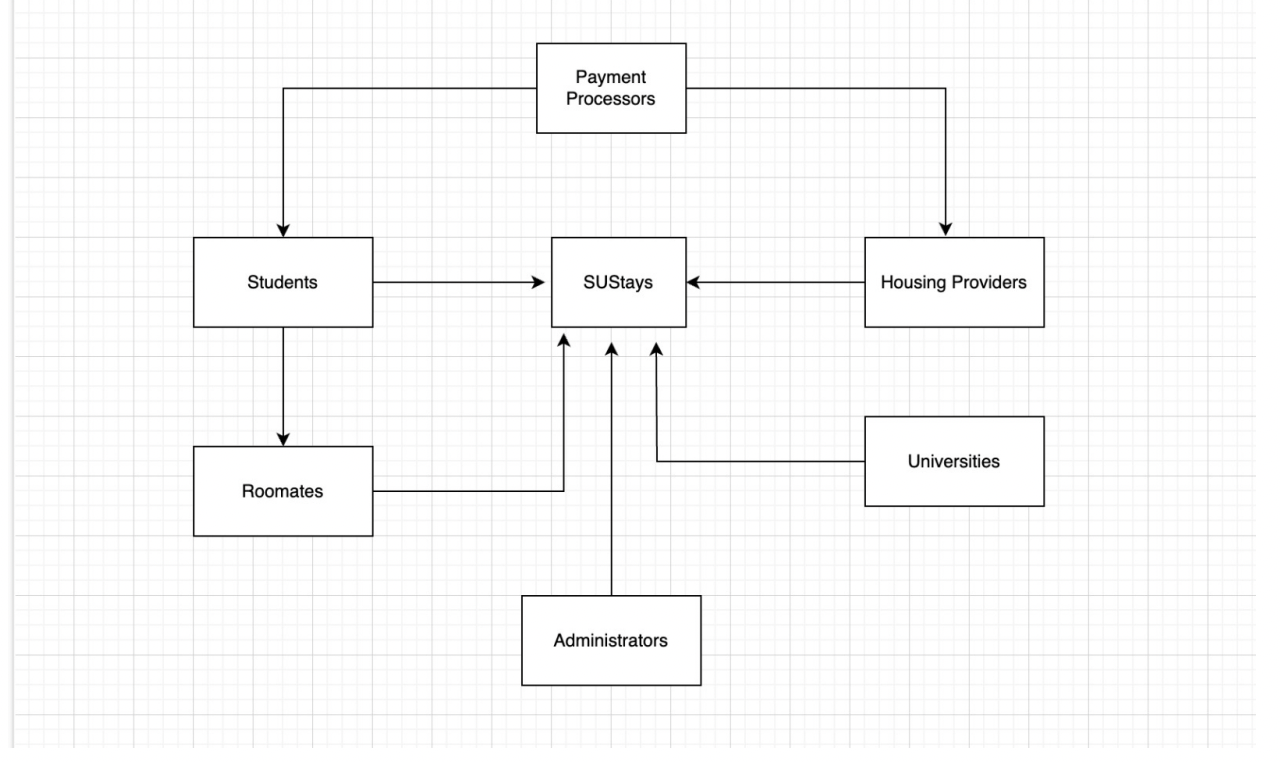 Payment
Processors
Students
SUStays
Housing Providers
Roomates
Universities
Administrators